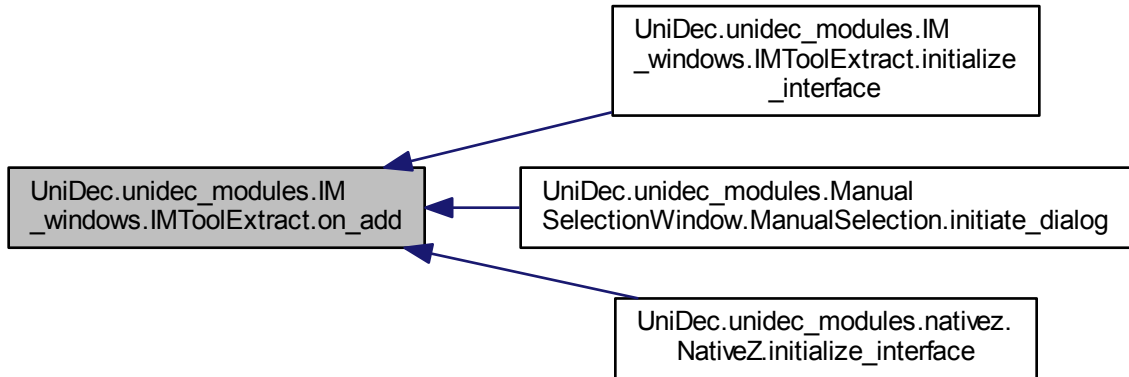 UniDec.unidec_modules.IM
_windows.IMToolExtract.initialize
_interface
UniDec.unidec_modules.IM
_windows.IMToolExtract.on_add
UniDec.unidec_modules.Manual
SelectionWindow.ManualSelection.initiate_dialog
UniDec.unidec_modules.nativez.
NativeZ.initialize_interface